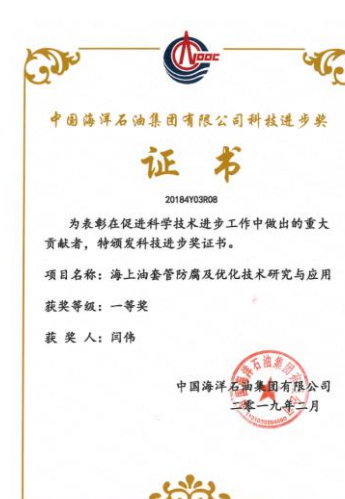 CNOOC
中国海洋石油集团有限公司科技进步奖
证书
20184Y03R08
为表彰在促进科学技术进步工作中做出的重大
贡献者，特颁发科技进步奖证书。
项目名称：海上油套管防腐及优化技术研究与应用
获奖等级：一等奖
获 奖 人：闫伟
中国海洋石油集团有限公司
二零一九年二月